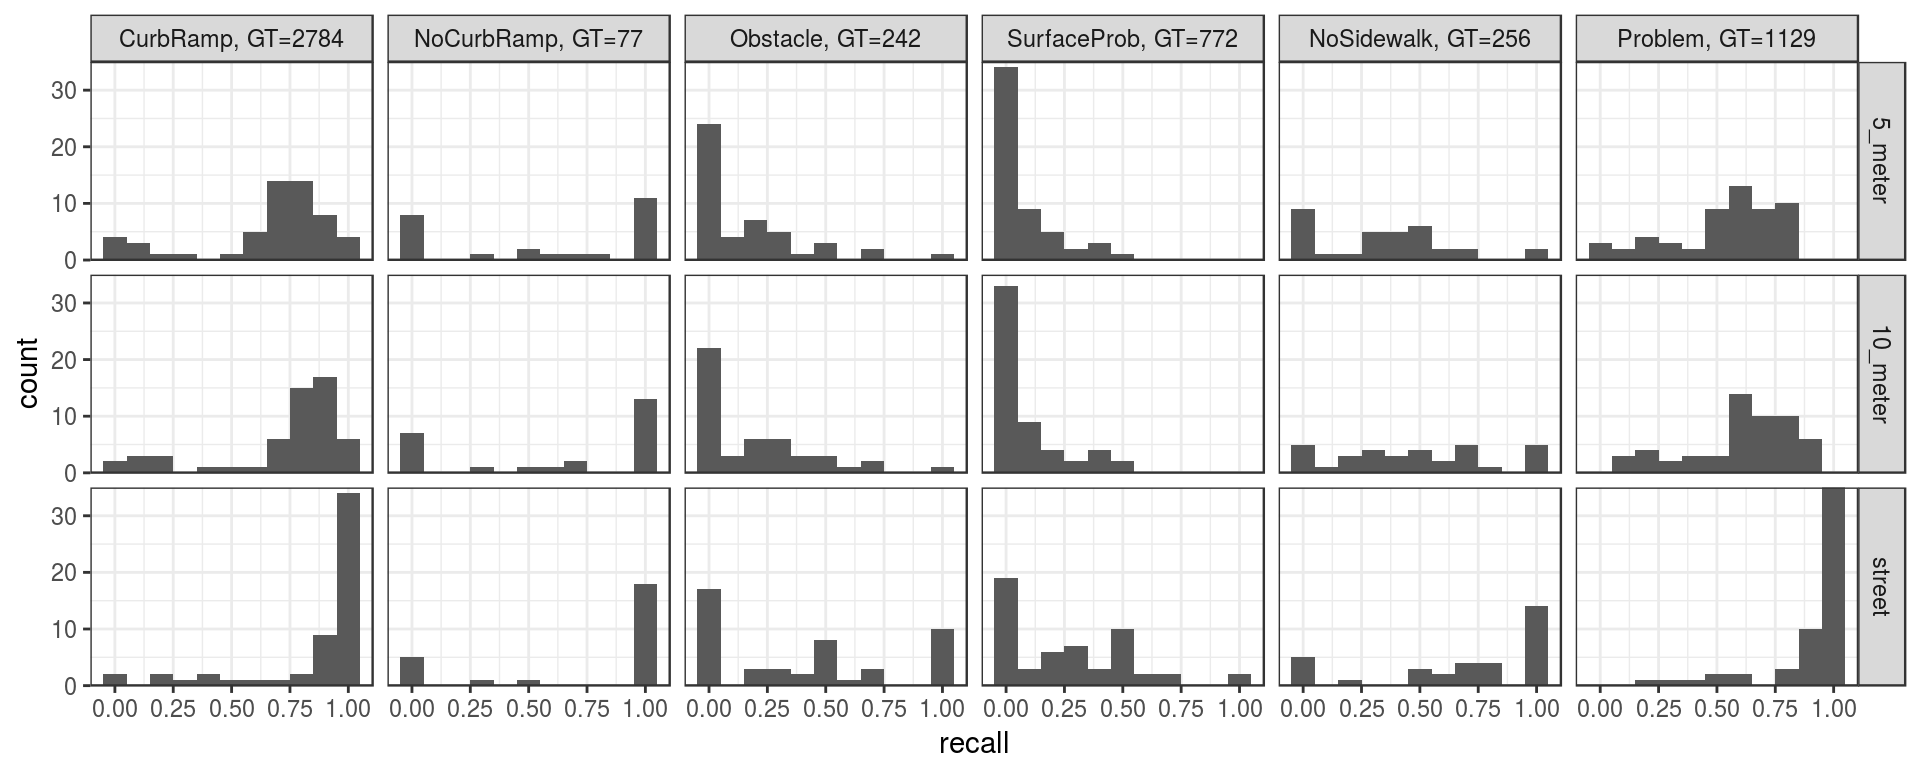 CurbRamp, GT=2784
NoCurbRamp, GT=77
Obstacle, GT=242
SurfaceProb, GT=772
NoSidewalk, GT=256
Problem, GT=1129
30
20
10
0
5_meter
30
20
10
0
10_meter
30
20
10
0
street
count
0.00 0.25 0.50 0.75 1.00
0.00 0.25 0.50 0.75 1.00
0.00 0.25 0.50 0.75 1.00
0.00 0.25 0.50 0.75 1.00
0.00 0.25 0.50 0.75 1.00
0.00 0.25 0.50 0.75 1.00
recall